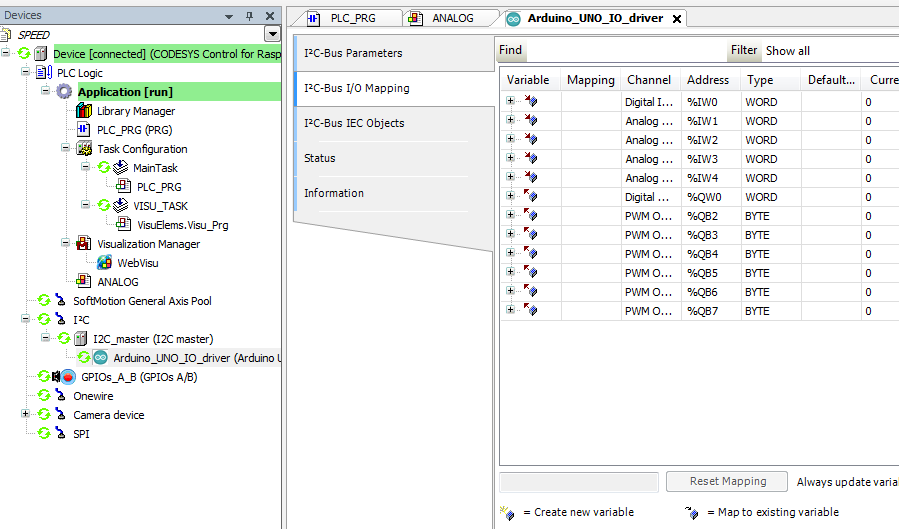 Devices
SPEED
Device [connected] (CODESYS Control for Rasp
PLC Logic
Application [run]
Library Manager
PLC_PRG (PRG)
Task Configuration
MainTask
PLC_PRG
VISU_TASK
VisuElems.Visu_Prg
Visualization Manager
WebVisu
ANALOG
SoftMotion General Axis Pool
I²C
I2C_master (I2C master)
Arduino_UNO_IO_driver (Arduino U
GPIOs_A_B (GPIOs A/B)
Onewire
Camera device
SPI
PLC_PRG ANALOG Arduino_UNO_IO_driver
I²C-Bus Parameters
I²C-Bus I/O Mapping
I²C-Bus IEC Objects
Status
Information
Find Filter Show all
Variable Mapping Channel Address Type Default... Curre
Digital I... %IW0 WORD 0
Analog ... %IW1 WORD 0
Analog ... %IW2 WORD 0
Analog ... %IW3 WORD 0
Analog ... %IW4 WORD 0
Digital ... %QW0 WORD 0
PWM O... %QB2 BYTE 0
PWM O... %QB3 BYTE 0
PWM O... %QB4 BYTE 0
PWM O... %QB5 BYTE 0
PWM O... %QB6 BYTE 0
PWM O... %QB7 BYTE 0
Reset Mapping Always update varia
= Create new variable = Map to existing variable